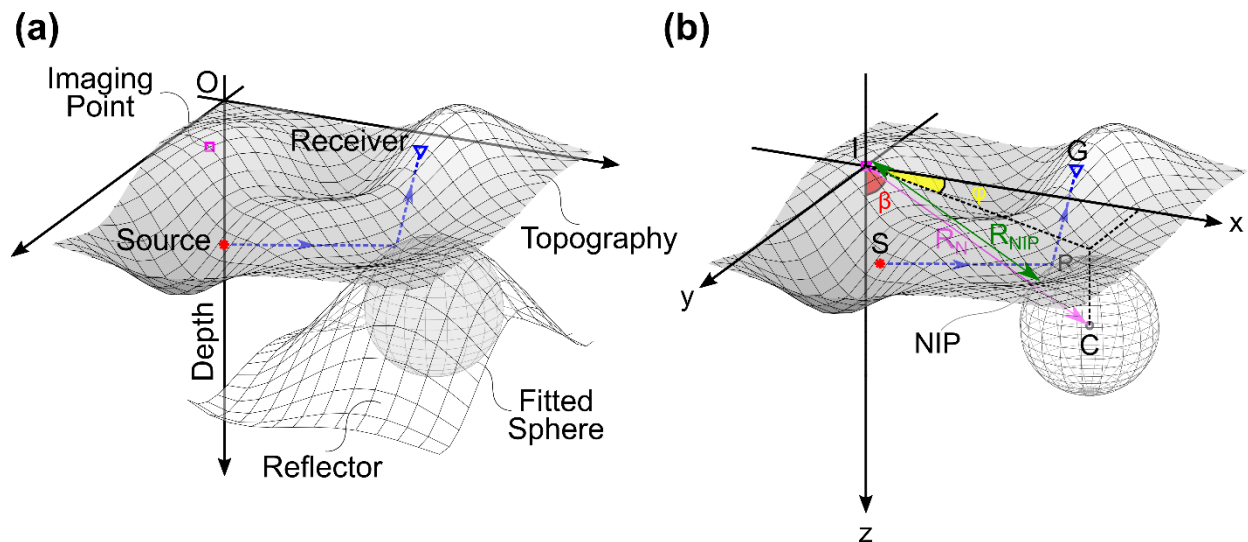 (a)
Imaging
Point
O
Receiver
Source
Topography
Depth
Fitted
Sphere
Reflector
(b)
I
G
φ
β
x
S
R_N
R_NIP
R
y
NIP
C
z